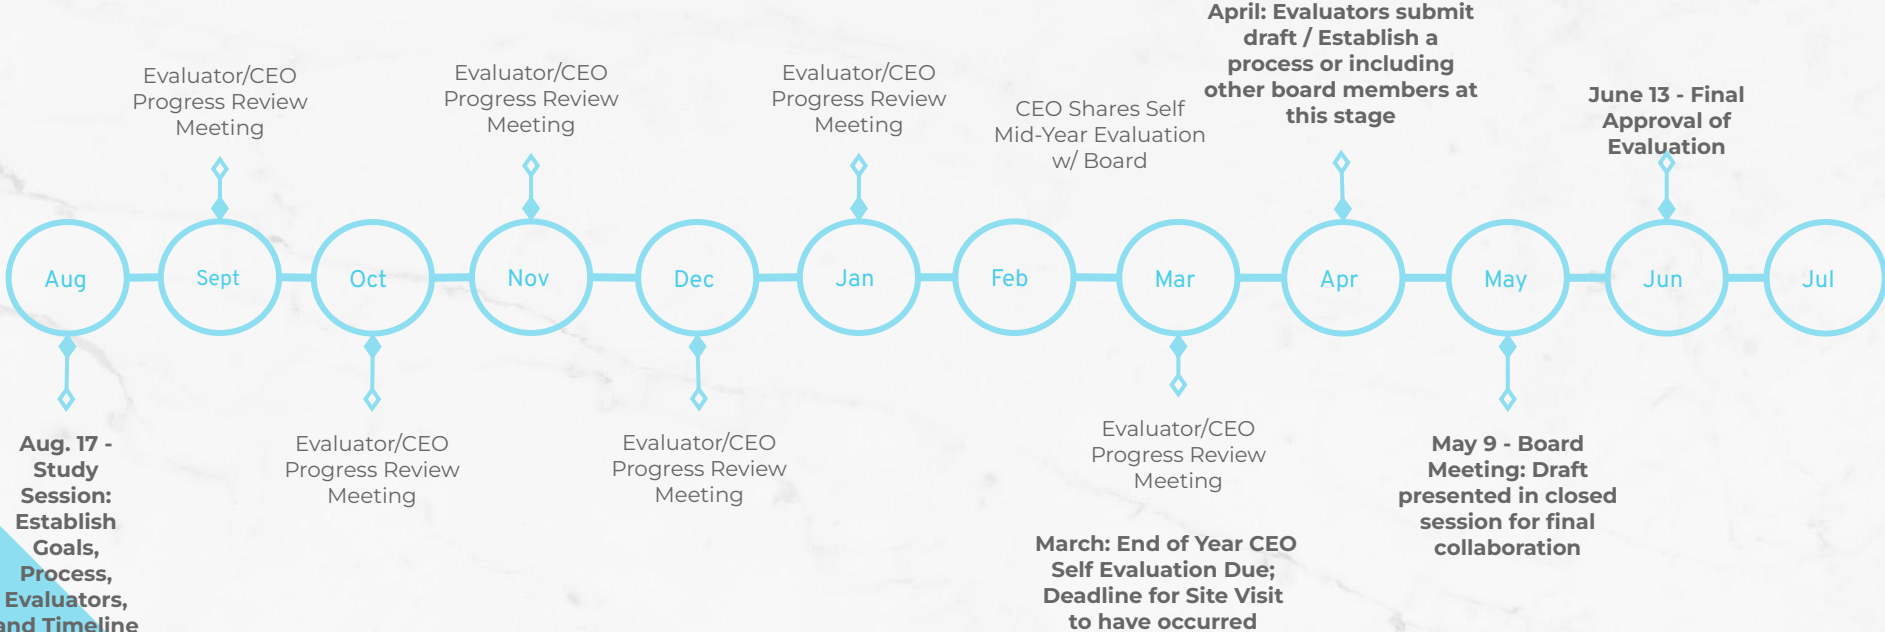 April: Evaluators submit
draft / Establish a
process or including
other board members at
this stage
Evaluator/CEO
Progress Review
Meeting
Evaluator/CEO
Progress Review
Meeting
Evaluator/CEO
Progress Review
Meeting
CEO Shares Self
Mid-Year Evaluation
w/ Board
June 13 - Final
Approval of
Evaluation
Aug
Sept
Oct
Nov
Dec
Jan
Feb
Mar
Apr
May
Jun
Jul
Aug. 17 -
Study
Session:
Establish
Goals,
Process,
Evaluators,
and Timeline
Evaluator/CEO
Progress Review
Meeting
Evaluator/CEO
Progress Review
Meeting
Evaluator/CEO
Progress Review
Meeting
March: End of Year CEO
Self Evaluation Due;
Deadline for Site Visit
to have occurred
May 9 - Board
Meeting: Draft
presented in closed
session for final
collaboration